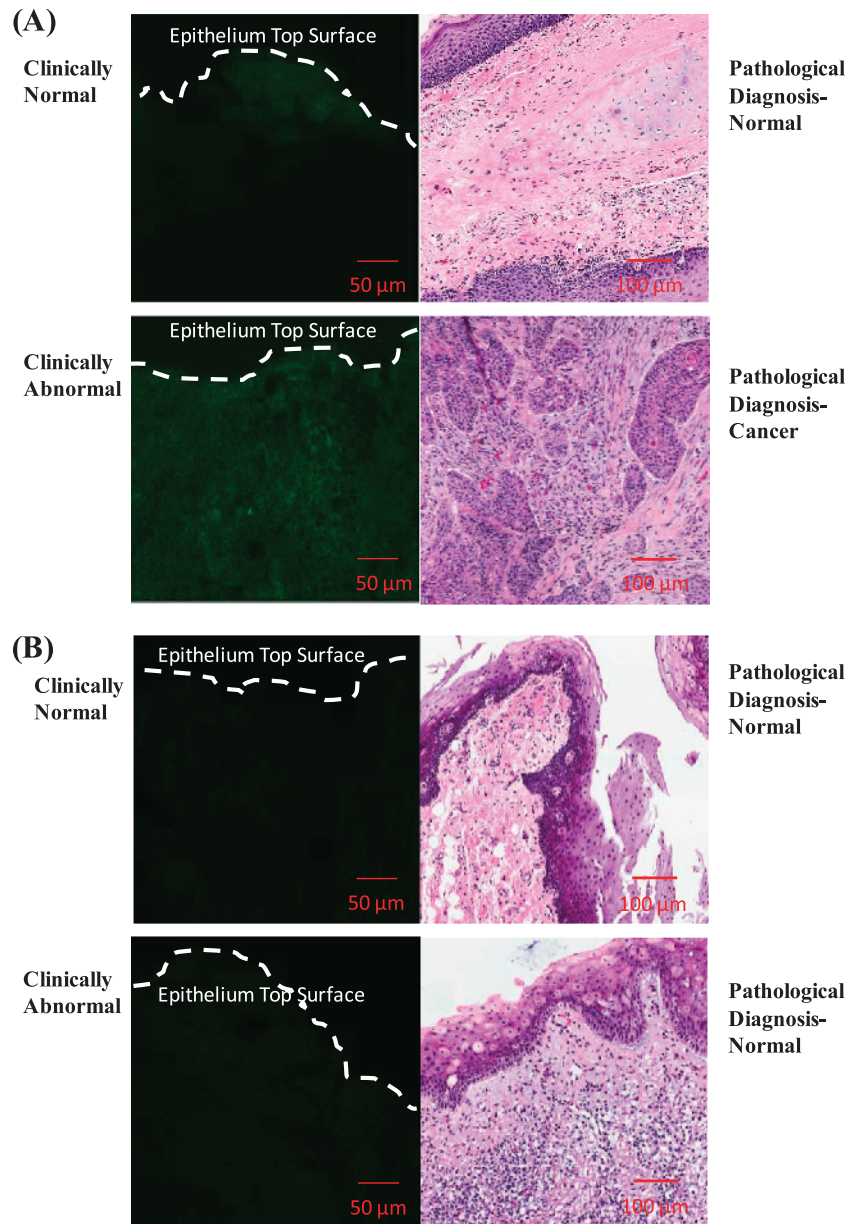 (A)
Clinically
Normal
Epithelium Top Surface
50 µm
100 µm
Pathological
Diagnosis-
Normal
Clinically
Abnormal
Epithelium Top Surface
50 µm
100 µm
Pathological
Diagnosis-
Cancer
(B)
Clinically
Normal
Epithelium Top Surface
50 µm
100 µm
Pathological
Diagnosis-
Normal
Clinically
Abnormal
Epithelium Top Surface
50 µm
100 µm
Pathological
Diagnosis-
Normal